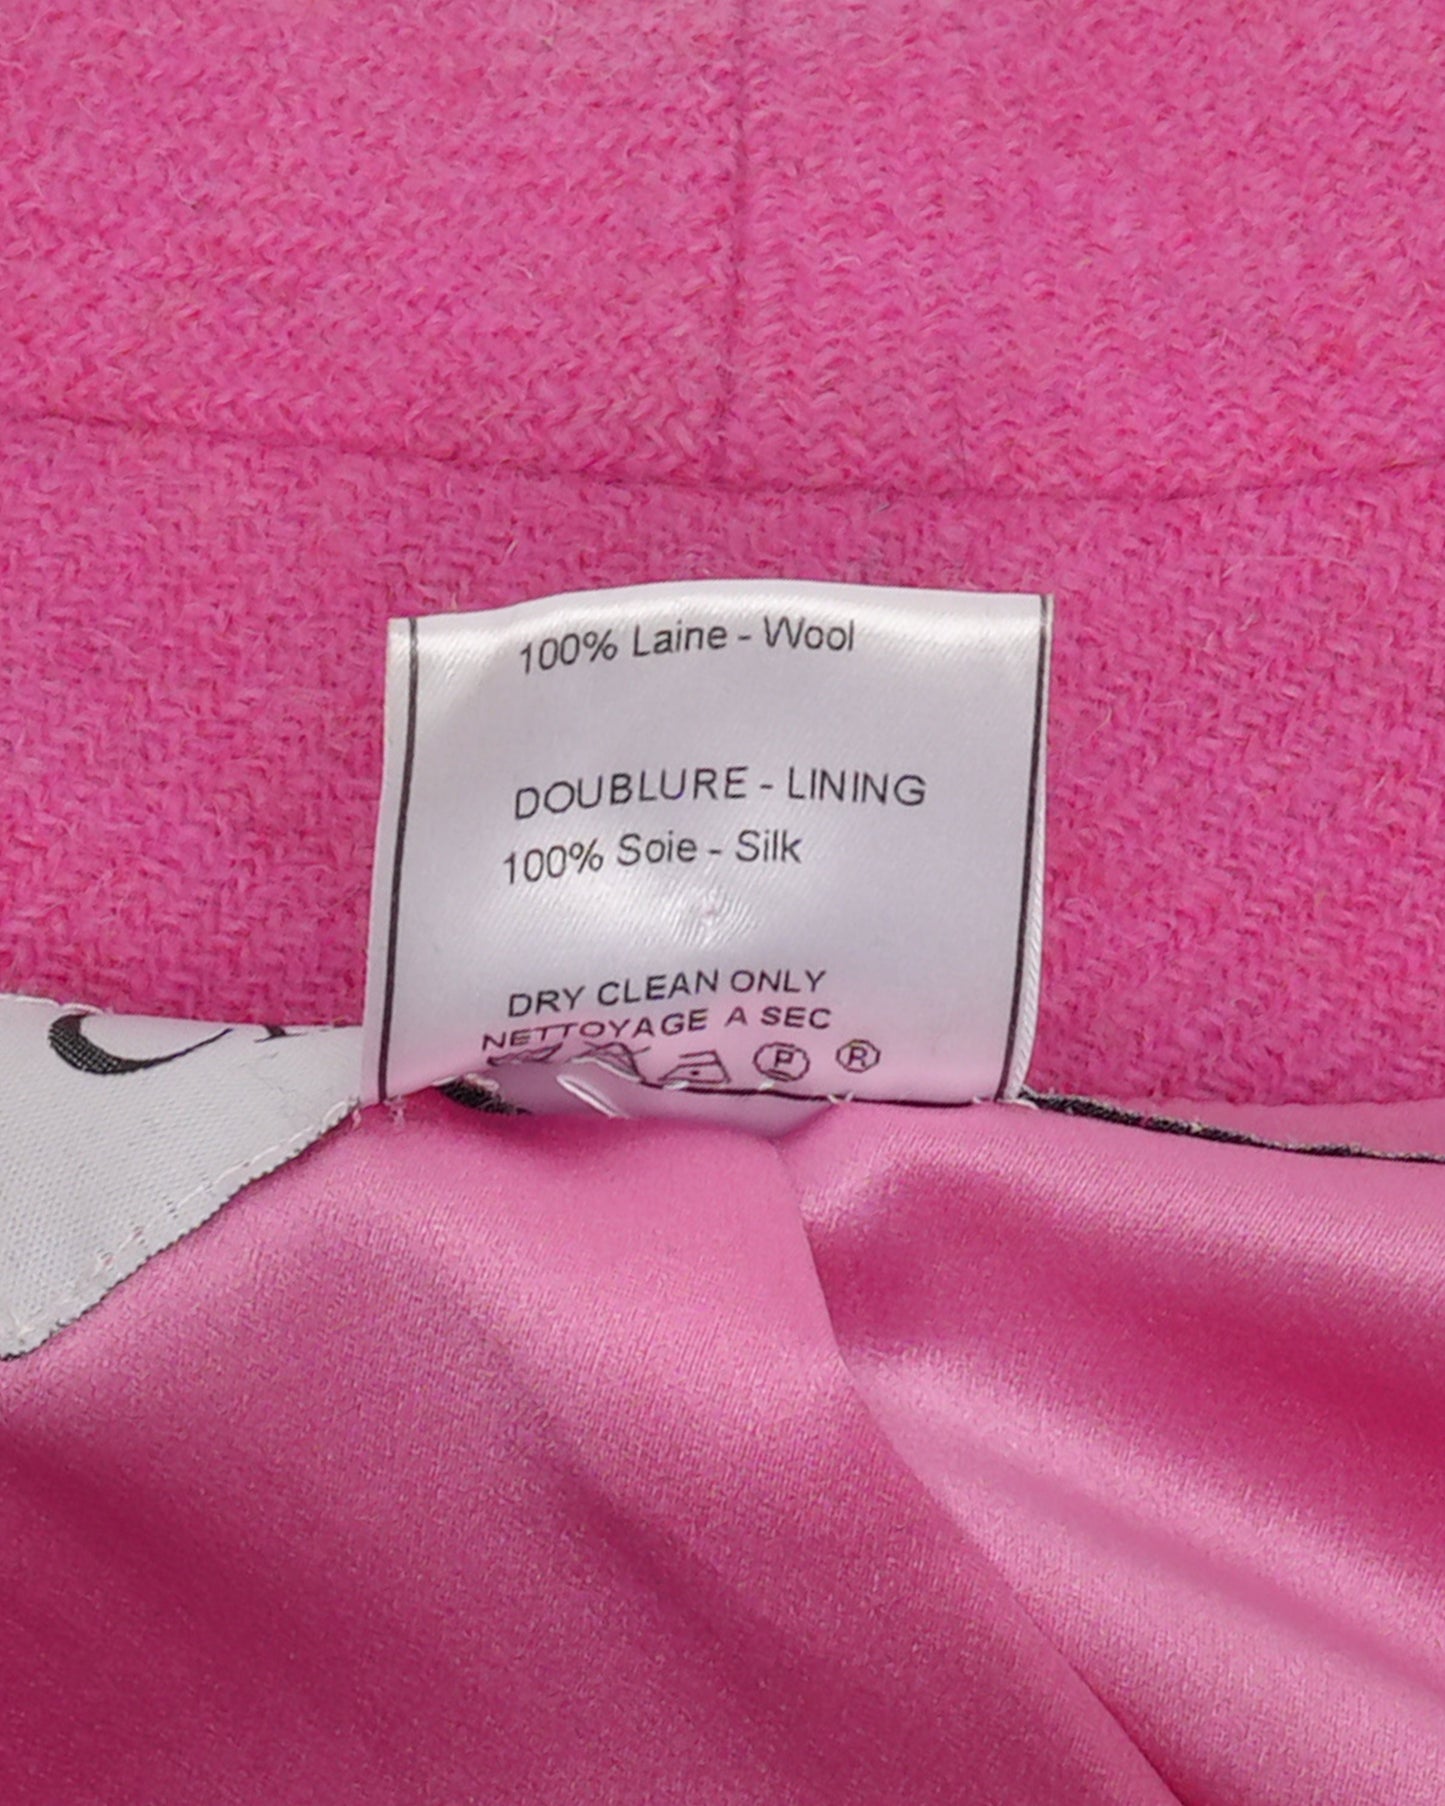 100% Laine - Wool
DOUBLURE - LINING
100% Soie - Silk
DRY CLEAN ONLY
NETTOYAGE A SEC
P R